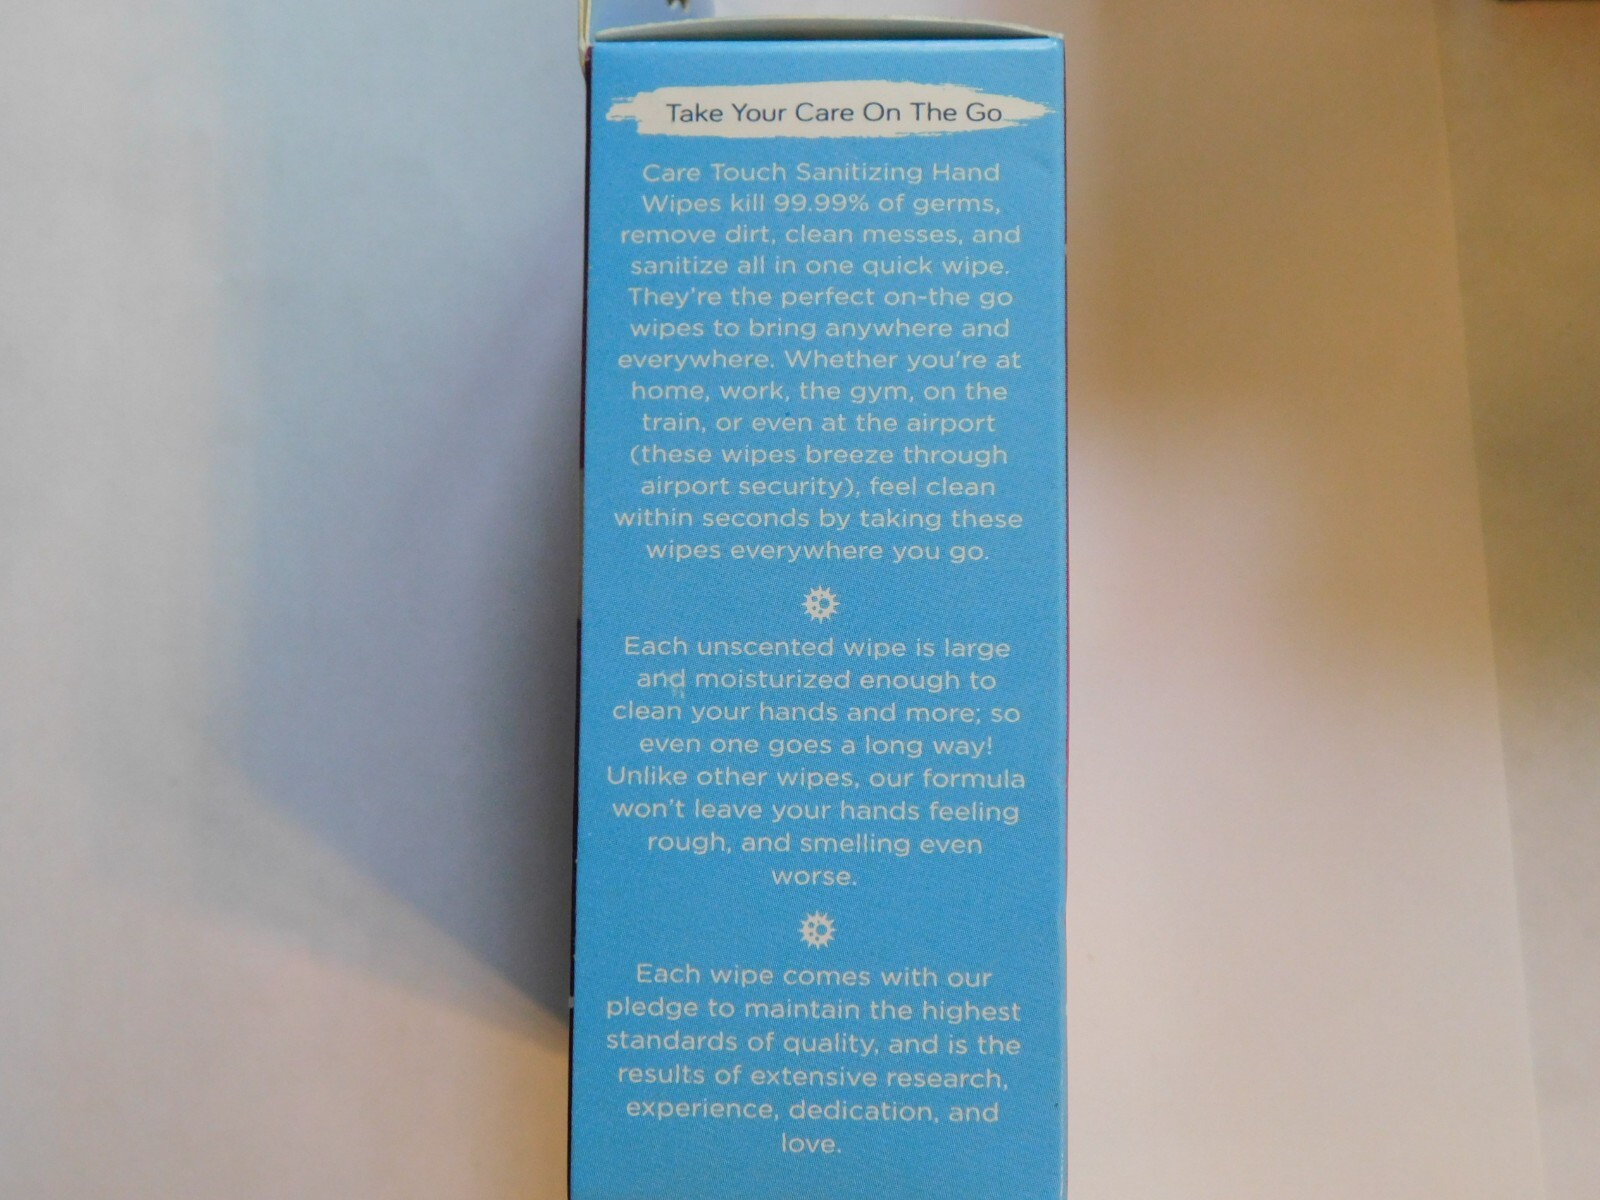 Take Your Care On The Go
Care Touch Sanitizing Hand
Wipes kill 99.99% of germs,
remove dirt, clean messes, and
sanitize all in one quick wipe.
They're the perfect on-the go
wipes to bring anywhere and
everywhere. Whether you're at
home, work, the gym, on the
train, or even at the airport
(these wipes breeze through
airport security), feel clean
within seconds by taking these
wipes everywhere you go.
Each unscented wipe is large
and moisturized enough to
clean your hands and more; so
even one goes a long way!
Unlike other wipes, our formula
won't leave your hands feeling
rough, and smelling even
worse.
Each wipe comes with our
pledge to maintain the highest
standards of quality, and is the
results of extensive research,
experience, dedication, and
love.